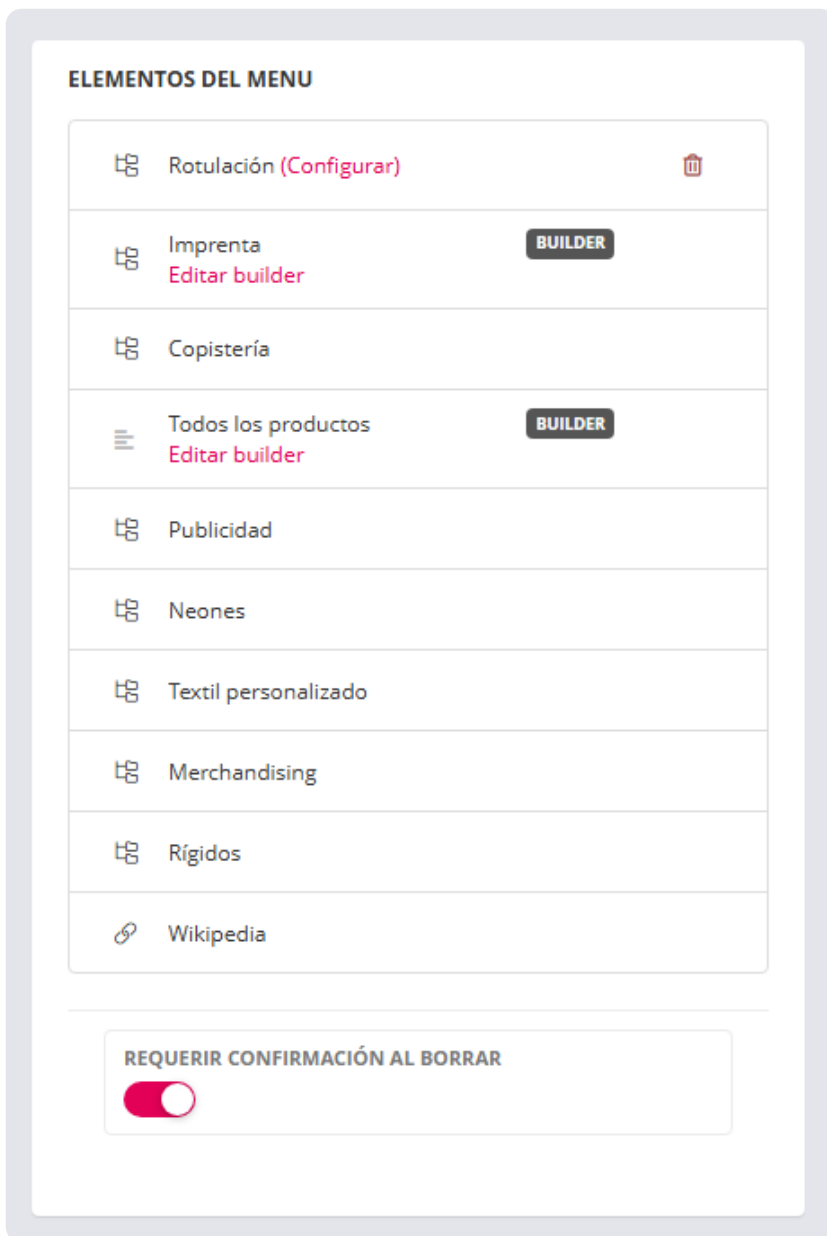 ELEMENTOS DEL MENU
Rotulación (Configurar)
Imprenta BUILDER
Editar builder
Copistería
Todos los productos BUILDER
Editar builder
Publicidad
Neones
Textil personalizado
Merchandising
Rígidos
Wikipedia
REQUERIR CONFIRMACIÓN AL BORRAR